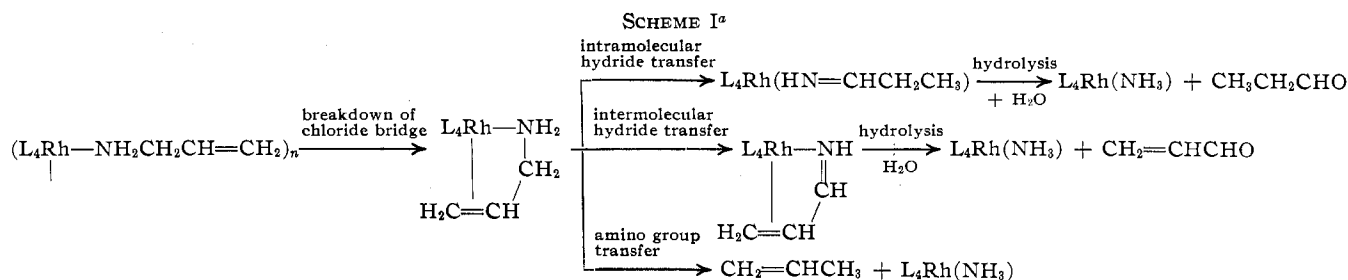 SCHEME Iᵃ
intramolecular
hydride transfer
L₄Rh(HN=CHCH₂CH₃)
hydrolysis
+ H₂O
L₄Rh(NH₃) + CH₃CH₂CHO
(L₄Rh—NH₂CH₂CH=CH₂)ₙ
breakdown of
chloride bridge
L₄Rh—NH₂
CH₂
H₂C=CH
intermolecular
hydride transfer
L₄Rh—NH
CH
H₂C=CH
hydrolysis
H₂O
L₄Rh(NH₃) + CH₂=CHCHO
amino group
transfer
CH₂=CHCH₃ + L₄Rh(NH₃)